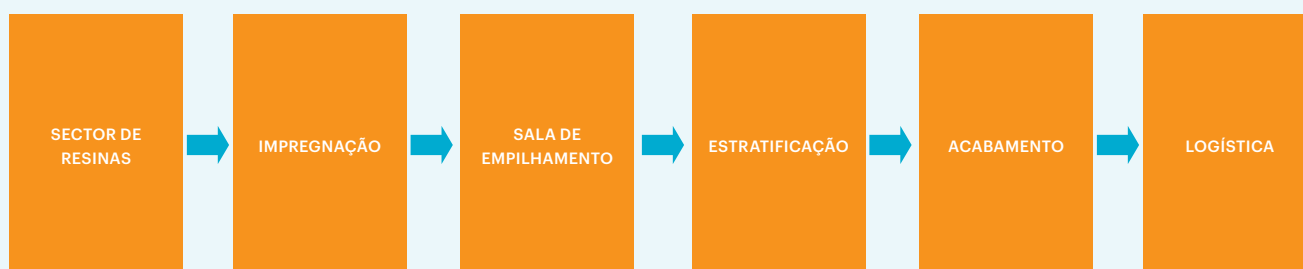 SECTOR DE
RESINAS
IMPREGNAÇÃO
SALA DE
EMPILHAMENTO
ESTRATIFICAÇÃO
ACABAMENTO
LOGÍSTICA